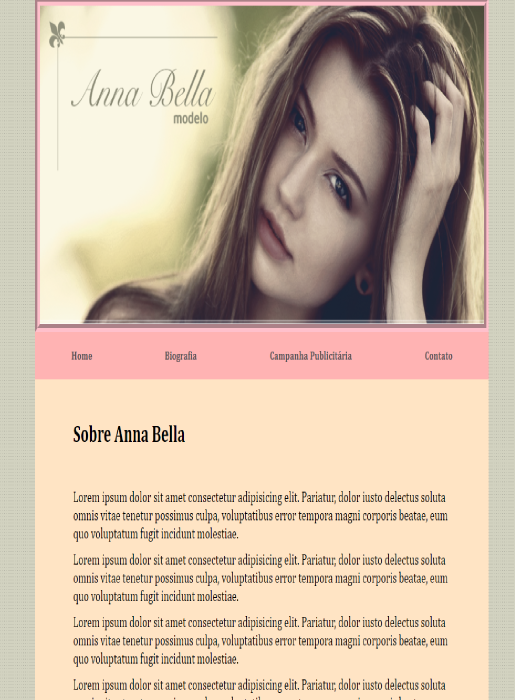 Anna Bella
modelo
Home Biografia Campanha Publicitária Contato
Sobre Anna Bella
Lorem ipsum dolor sit amet consectetur adipisicing elit. Pariatur, dolor iusto delectus soluta
omnis vitae tenetur possimus culpa, voluptatibus error tempora magni corporis beatae, eum
quo voluptatum fugit incidunt molestiae.
Lorem ipsum dolor sit amet consectetur adipisicing elit. Pariatur, dolor iusto delectus soluta
omnis vitae tenetur possimus culpa, voluptatibus error tempora magni corporis beatae, eum
quo voluptatum fugit incidunt molestiae.
Lorem ipsum dolor sit amet consectetur adipisicing elit. Pariatur, dolor iusto delectus soluta
omnis vitae tenetur possimus culpa, voluptatibus error tempora magni corporis beatae, eum
quo voluptatum fugit incidunt molestiae.
Lorem ipsum dolor sit amet consectetur adipisicing elit. Pariatur, dolor iusto delectus soluta